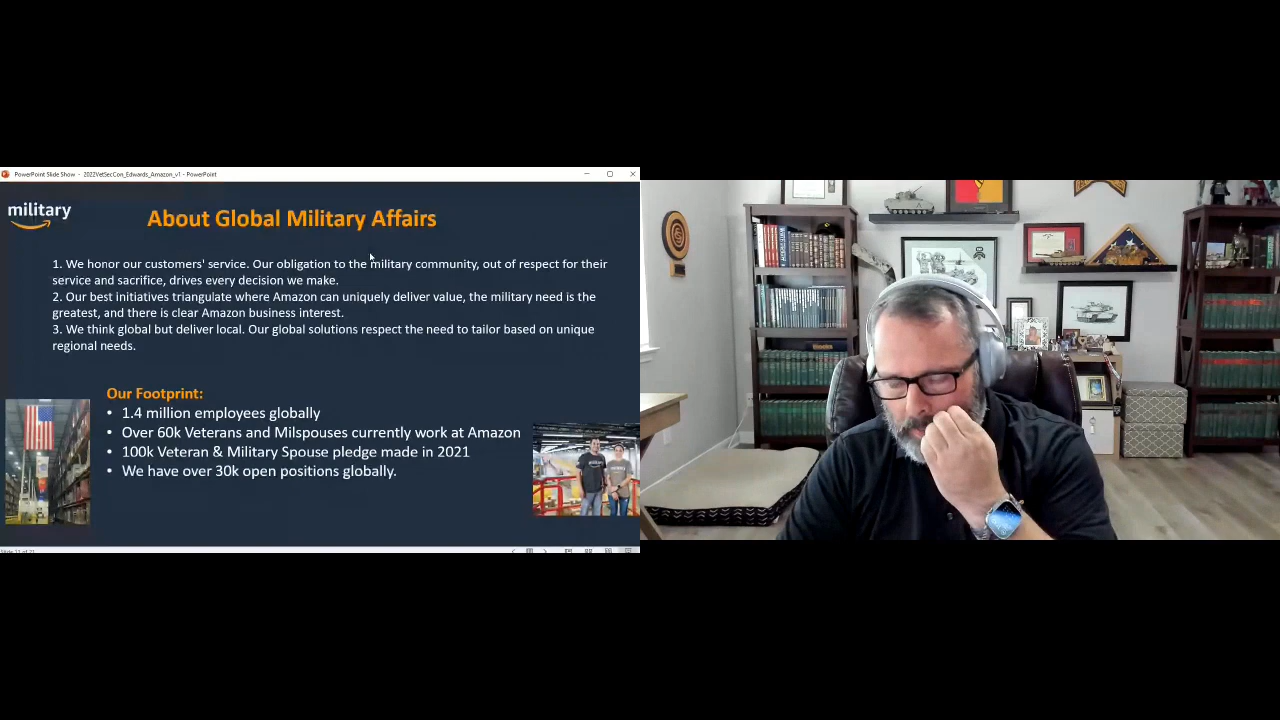 PowerPoint Slide Show - 2022VetSecCon_Edwards_Amazon_v1 - PowerPoint
military
About Global Military Affairs
1. We honor our customers' service. Our obligation to the military community, out of respect for their
service and sacrifice, drives every decision we make.
2. Our best initiatives triangulate where Amazon can uniquely deliver value, the military need is the
greatest, and there is clear Amazon business interest.
3. We think global but deliver local. Our global solutions respect the need to tailor based on unique
regional needs.
Our Footprint:
• 1.4 million employees globally
• Over 60k Veterans and Milspouses currently work at Amazon
• 100k Veteran & Military Spouse pledge made in 2021
• We have over 30k open positions globally.